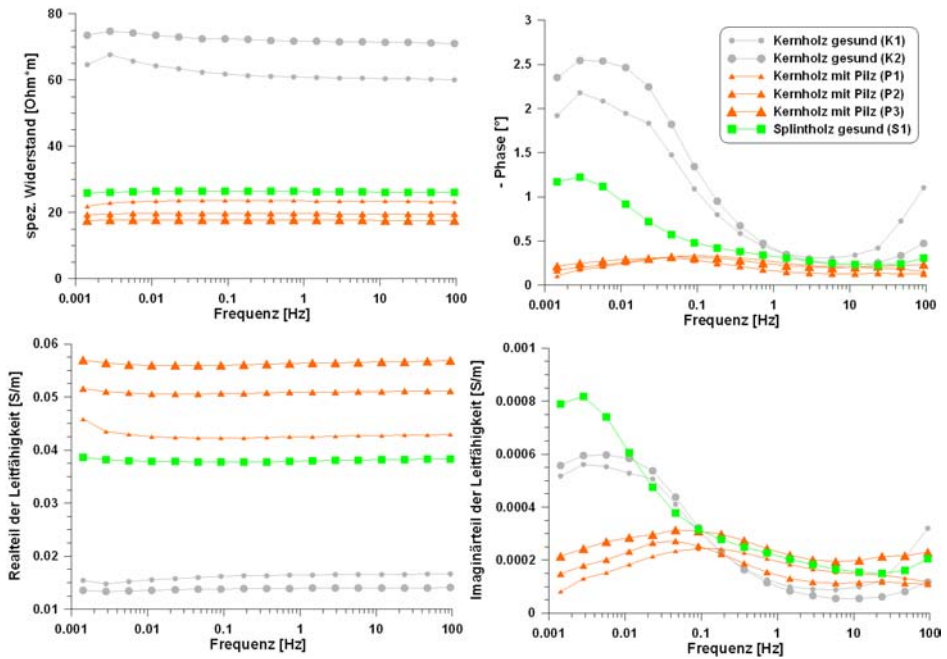 80
60
40
20
0
spez. Widerstand [Ohm*m]
0.001 0.01 0.1 1 10 100
Frequenz [Hz]
3
2.5
2
1.5
1
0.5
0
- Phase [°]
0.001 0.01 0.1 1 10 100
Frequenz [Hz]
Kernholz gesund (K1)
Kernholz gesund (K2)
Kernholz mit Pilz (P1)
Kernholz mit Pilz (P2)
Kernholz mit Pilz (P3)
Splintholz gesund (S1)
0.06
0.05
0.04
0.03
0.02
0.01
Realteil der Leitfähigkeit [S/m]
0.001 0.01 0.1 1 10 100
Frequenz [Hz]
0.001
0.0008
0.0006
0.0004
0.0002
0
Imaginärteil der Leitfähigkeit [S/m]
0.001 0.01 0.1 1 10 100
Frequenz [Hz]